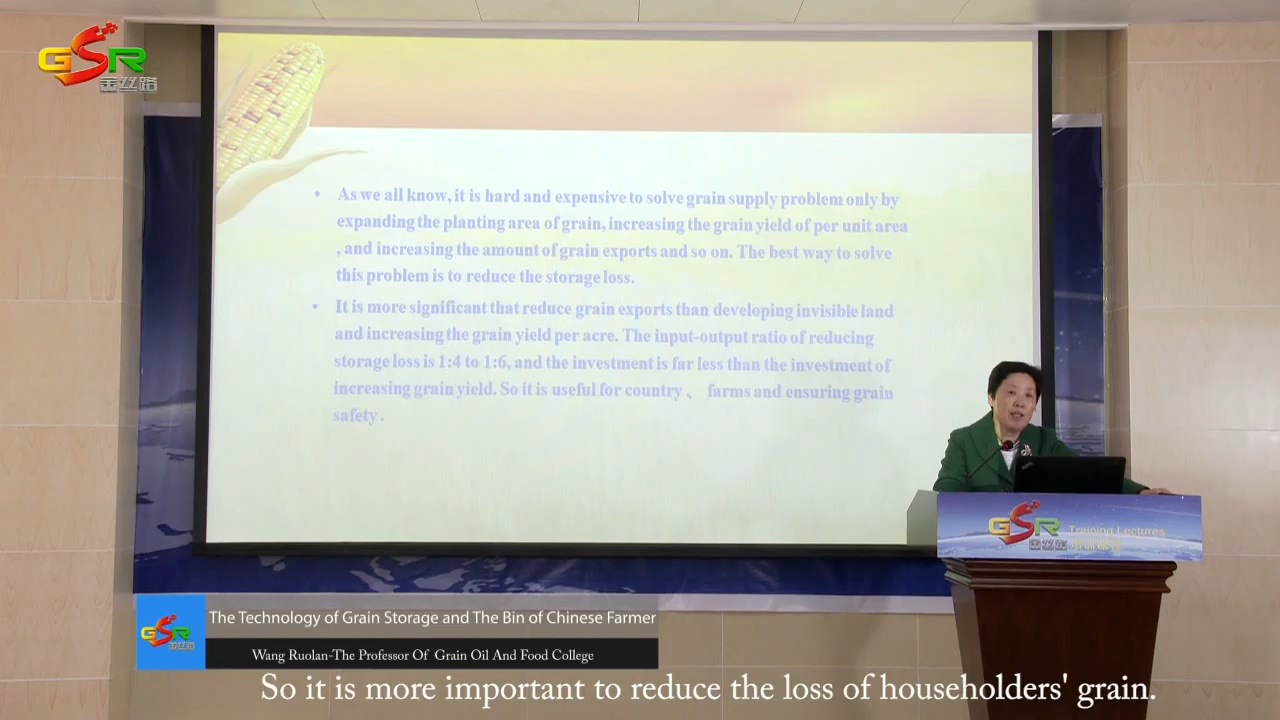 GSR
金丝路
• As we all know, it is hard and expensive to solve grain supply problem only by
expanding the planting area of grain, increasing the grain yield of per unit area
, and increasing the amount of grain exports and so on. The best way to solve
this problem is to reduce the storage loss.
• It is more significant that reduce grain exports than developing invisible land
and increasing the grain yield per acre. The input-output ratio of reducing
storage loss is 1:4 to 1:6, and the investment is far less than the investment of
increasing grain yield. So it is useful for country 、 farms and ensuring grain
safety .
GSR Training Lectures
金丝路
GSR
The Technology of Grain Storage and The Bin of Chinese Farmer
Wang Ruolan-The Professor Of Grain Oil And Food College
So it is more important to reduce the loss of householders' grain.